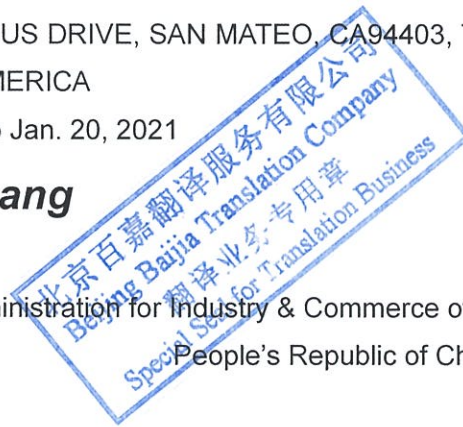 US DRIVE, SAN MATEO, CA94403,
MERICA
Jan. 20, 2021
ang
inistration for Industry & Commerce of
People's Republic of Ch
北京百嘉翻译服务有限公司
Beijing Baijia Translation Company
翻译业务专用章
Special Seal for Translation Business